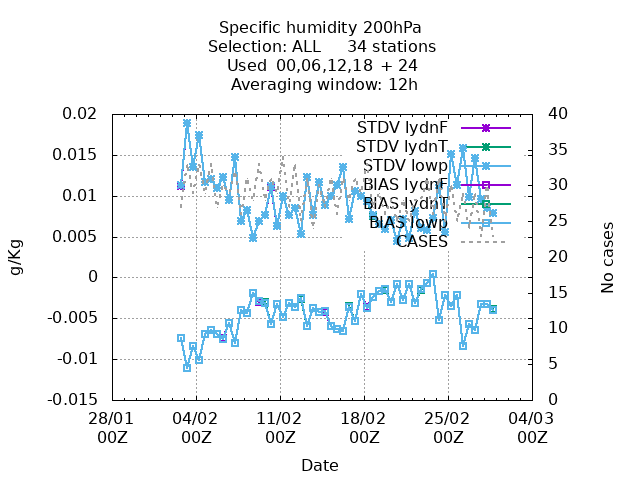 Specific humidity 200hPa
Selection: ALL 34 stations
Used 00,06,12,18 + 24
Averaging window: 12h
0.02
0.015
0.01
0.005
0
-0.005
-0.01
-0.015
g/Kg
STDV lydnF
STDV lydnT
STDV lowp
BIAS lydnF
BIAS lydnT
BIAS lowp
CASES
40
35
30
25
20
15
10
5
0
No cases
28/01 04/02 11/02 18/02 25/02 04/03
00Z 00Z 00Z 00Z 00Z 00Z
Date